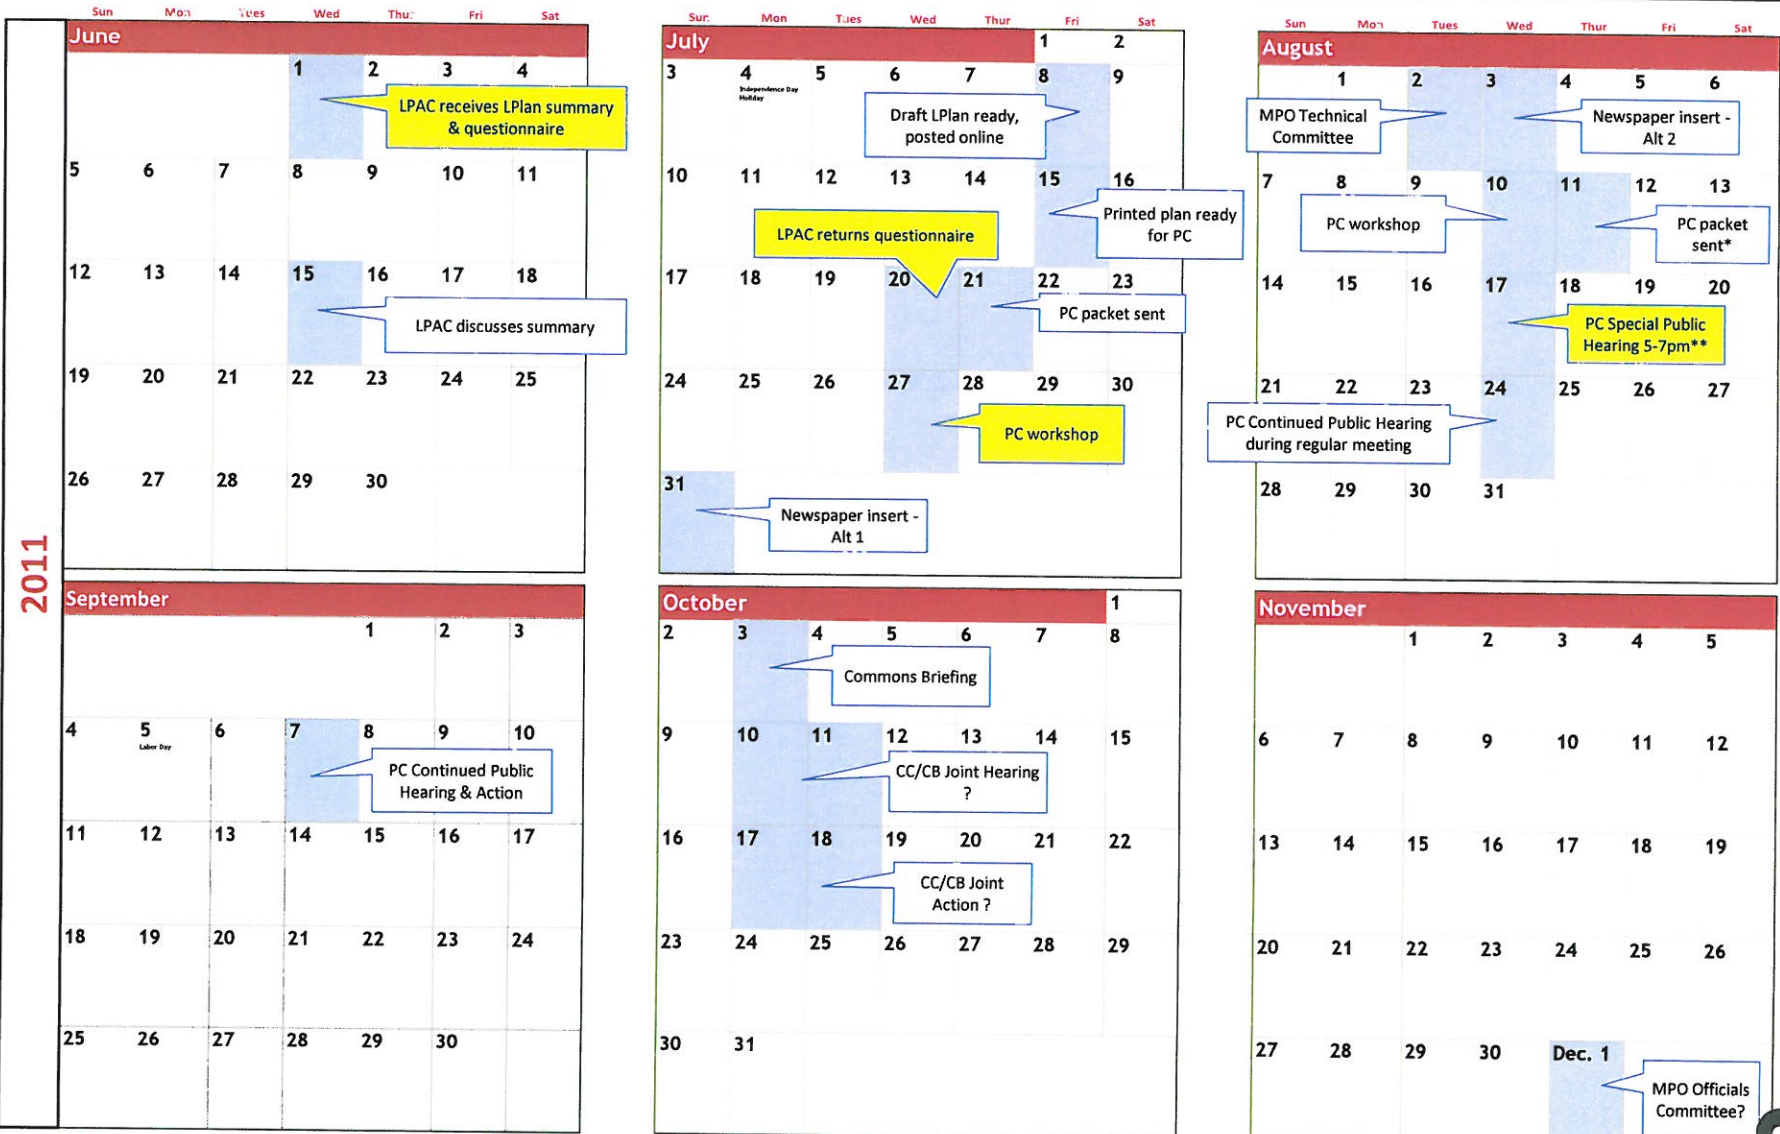 2011
Sun Mon Tues Wed Thur Fri Sat
June
1 2 3 4
LPAC receives LPlan summary
& questionnaire
5 6 7 8 9 10 11
12 13 14 15 16 17 18
LPAC discusses summary
19 20 21 22 23 24 25
26 27 28 29 30
Sun Mon Tues Wed Thur Fri Sat
July 1 2
3 4 5 6 7 8 9
Independence Day
Holiday
Draft LPlan ready,
posted online
10 11 12 13 14 15 16
Printed plan ready
for PC
LPAC returns questionnaire
17 18 19 20 21 22 23
PC packet sent
24 25 26 27 28 29 30
PC workshop
31
Newspaper insert -
Alt 1
Sun Mon Tues Wed Thur Fri Sat
August
1 2 3 4 5 6
MPO Technical
Committee
Newspaper insert -
Alt 2
7 8 9 10 11 12 13
PC workshop
PC packet
sent*
14 15 16 17 18 19 20
PC Special Public
Hearing 5-7pm**
21 22 23 24 25 26 27
PC Continued Public Hearing
during regular meeting
28 29 30 31
September
1 2 3
4 5 6 7 8 9 10
Labor Day
PC Continued Public
Hearing & Action
11 12 13 14 15 16 17
18 19 20 21 22 23 24
25 26 27 28 29 30
October 1
2 3 4 5 6 7 8
Commons Briefing
9 10 11 12 13 14 15
CC/CB Joint Hearing
?
16 17 18 19 20 21 22
CC/CB Joint
Action ?
23 24 25 26 27 28 29
30 31
November
1 2 3 4 5
6 7 8 9 10 11 12
13 14 15 16 17 18 19
20 21 22 23 24 25 26
27 28 29 30 Dec. 1
MPO Officials
Committee?